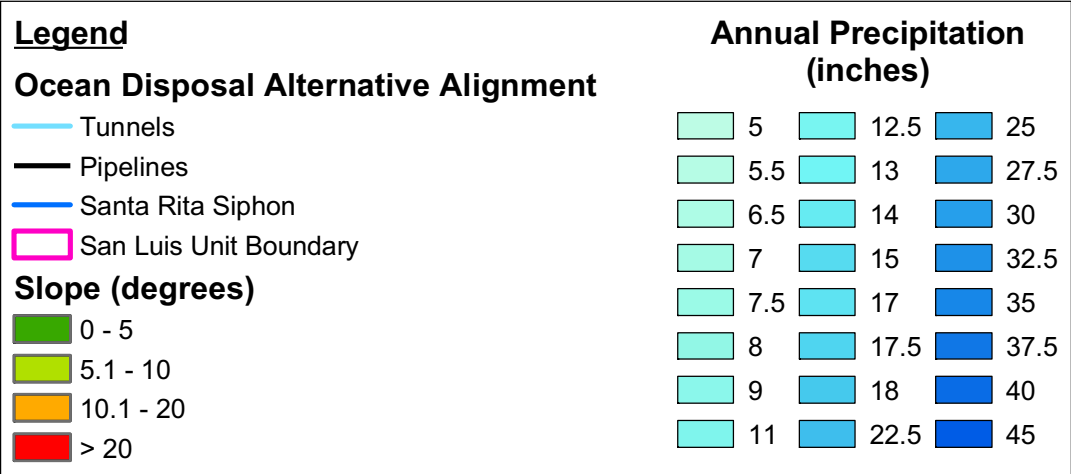 Legend
Ocean Disposal Alternative Alignment
Tunnels
Pipelines
Santa Rita Siphon
San Luis Unit Boundary
Slope (degrees)
0 - 5
5.1 - 10
10.1 - 20
> 20
Annual Precipitation
(inches)
5
5.5
6.5
7
7.5
8
9
11
12.5
13
14
15
17
17.5
18
22.5
25
27.5
30
32.5
35
37.5
40
45